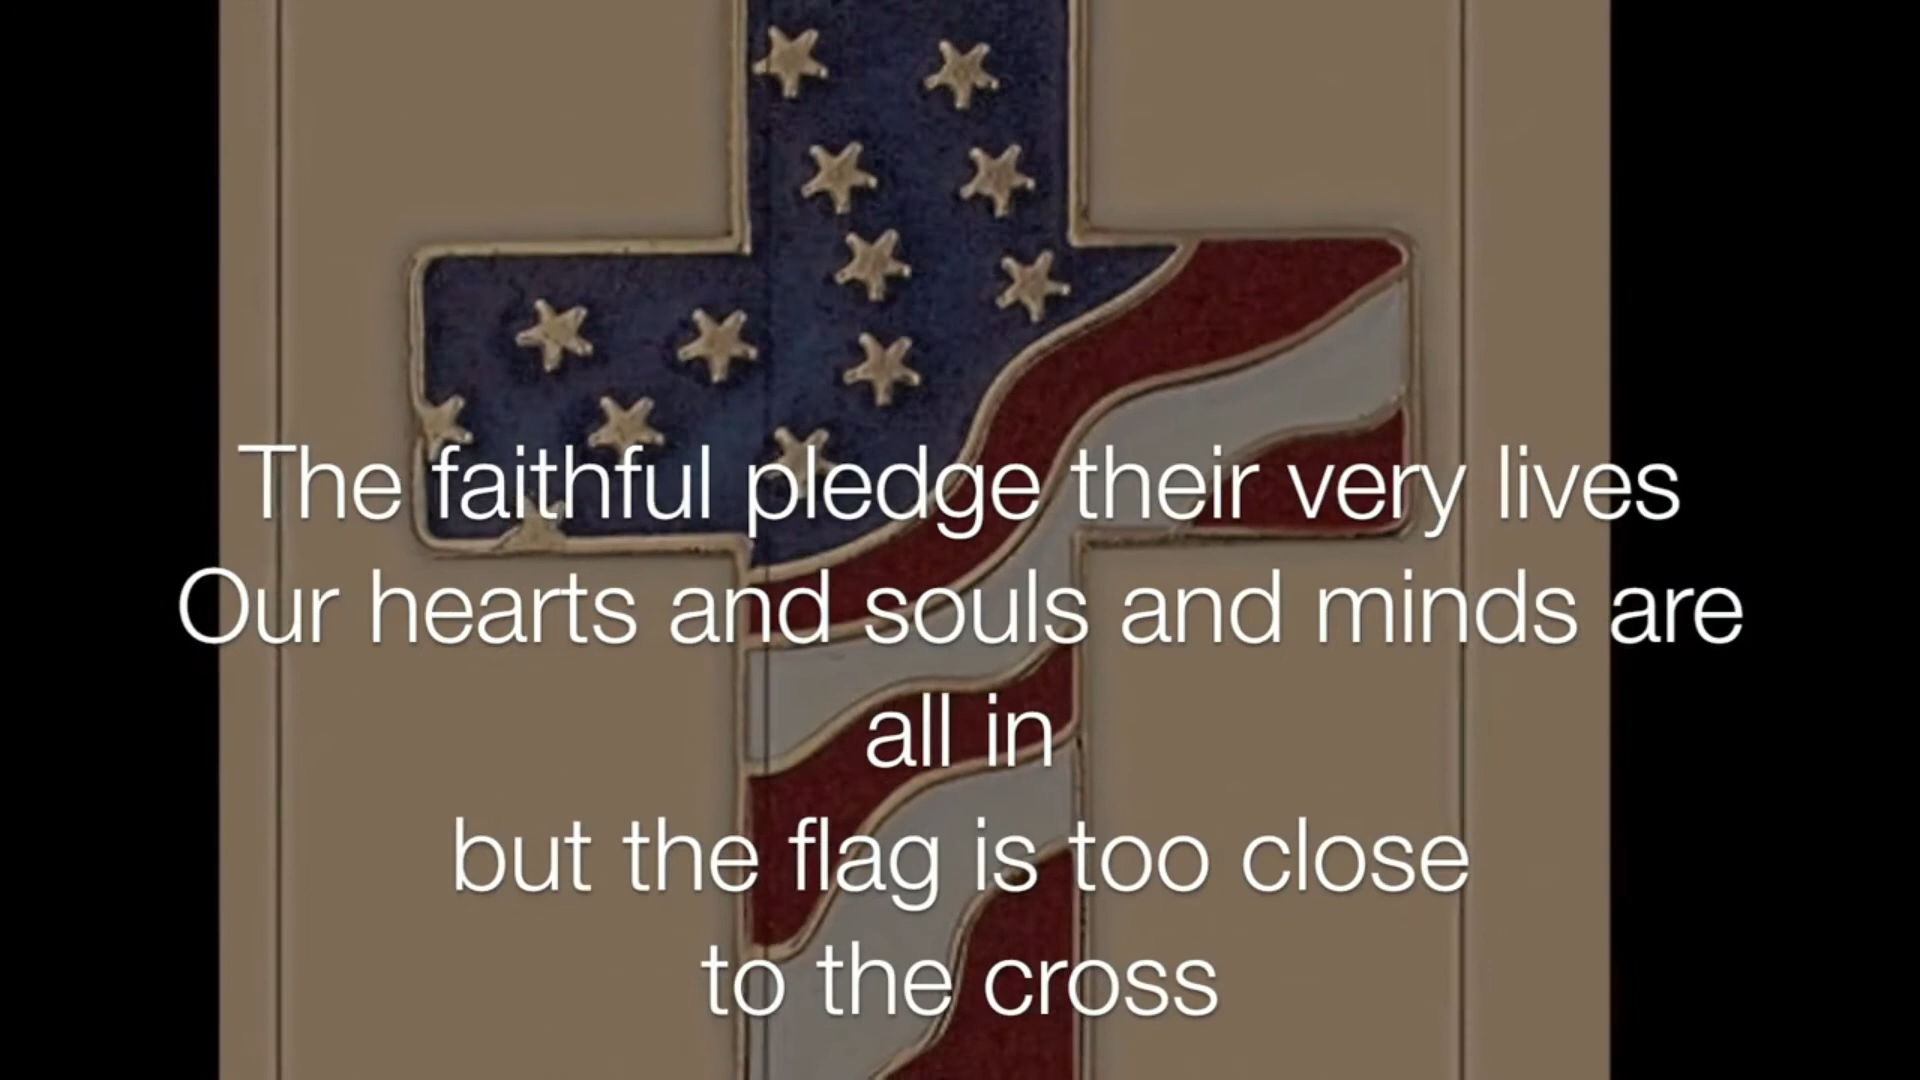 The faithful pledge their very lives
Our hearts and souls and minds are
all in
but the flag is too close
to the cross